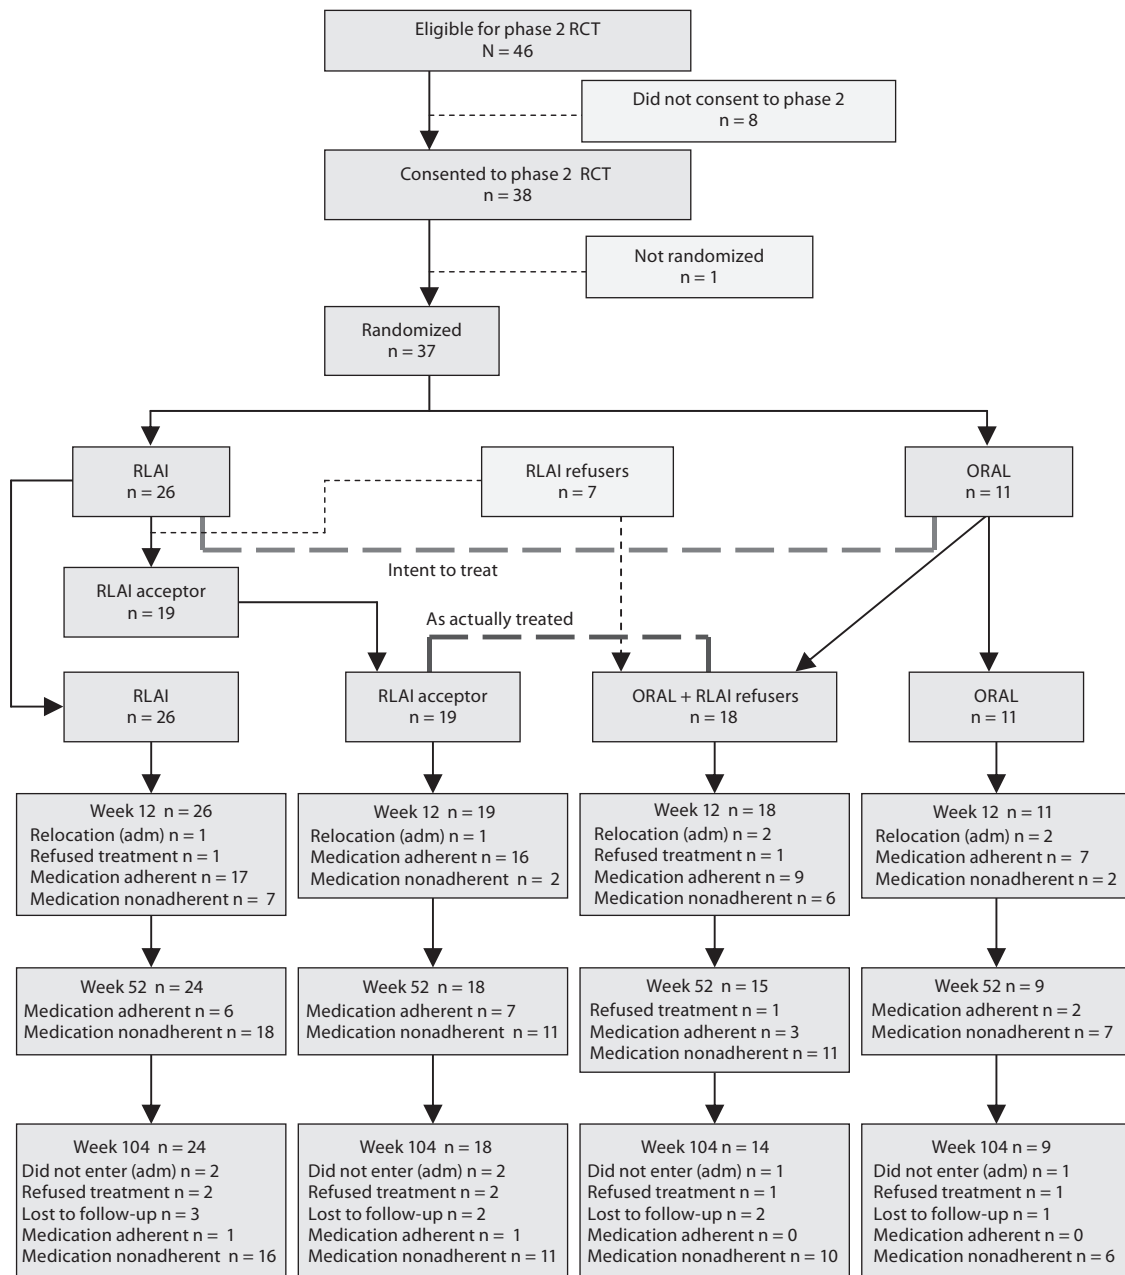 Eligible for phase 2 RCT
N = 46
Did not consent to phase 2
n = 8
Consented to phase 2 RCT
n = 38
Not randomized
n = 1
Randomized
n = 37
RLAI
n = 26
RLAI refusers
n = 7
ORAL
n = 11
Intent to treat
RLAI acceptor
n = 19
As actually treated
RLAI
n = 26
RLAI acceptor
n = 19
ORAL + RLAI refusers
n = 18
ORAL
n = 11
Week 12 n = 26
Relocation (adm) n = 1
Refused treatment n = 1
Medication adherent n = 17
Medication nonadherent n = 7
Week 12 n = 19
Relocation (adm) n = 1
Medication adherent n = 16
Medication nonadherent n = 2
Week 12 n = 18
Relocation (adm) n = 2
Refused treatment n = 1
Medication adherent n = 9
Medication nonadherent n = 6
Week 12 n = 11
Relocation (adm) n = 2
Medication adherent n = 7
Medication nonadherent n = 2
Week 52 n = 24
Medication adherent n = 6
Medication nonadherent n = 18
Week 52 n = 18
Medication adherent n = 7
Medication nonadherent n = 11
Week 52 n = 15
Refused treatment n = 1
Medication adherent n = 3
Medication nonadherent n = 11
Week 52 n = 9
Medication adherent n = 2
Medication nonadherent n = 7
Week 104 n = 24
Did not enter (adm) n = 2
Refused treatment n = 2
Lost to follow-up n = 3
Medication adherent n = 1
Medication nonadherent n = 16
Week 104 n = 18
Did not enter (adm) n = 2
Refused treatment n = 2
Lost to follow-up n = 2
Medication adherent n = 1
Medication nonadherent n = 11
Week 104 n = 14
Did not enter (adm) n = 1
Refused treatment n = 1
Lost to follow-up n = 2
Medication adherent n = 0
Medication nonadherent n = 10
Week 104 n = 9
Did not enter (adm) n = 1
Refused treatment n = 1
Lost to follow-up n = 1
Medication adherent n = 0
Medication nonadherent n = 6